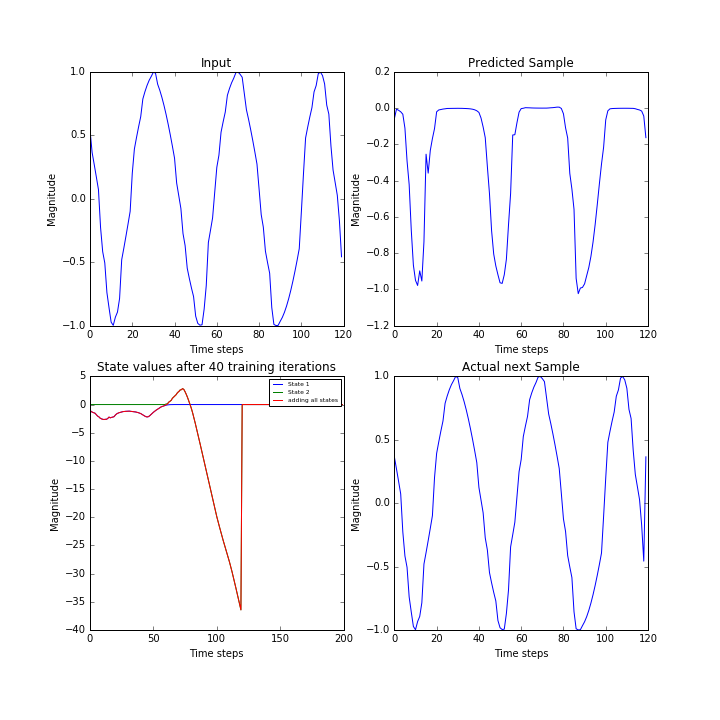 Input
1.0
0.5
0.0
−0.5
−1.0
Magnitude
0 20 40 60 80 100 120
Time steps
Predicted Sample
0.2
0.0
−0.2
−0.4
−0.6
−0.8
−1.0
−1.2
Magnitude
0 20 40 60 80 100 120
Time steps
State values after 40 training iterations
5
0
−5
−10
−15
−20
−25
−30
−35
−40
Magnitude
State 1
State 2
adding all states
0 50 100 150 200
Time steps
Actual next Sample
1.0
0.5
0.0
−0.5
−1.0
Magnitude
0 20 40 60 80 100 120
Time steps